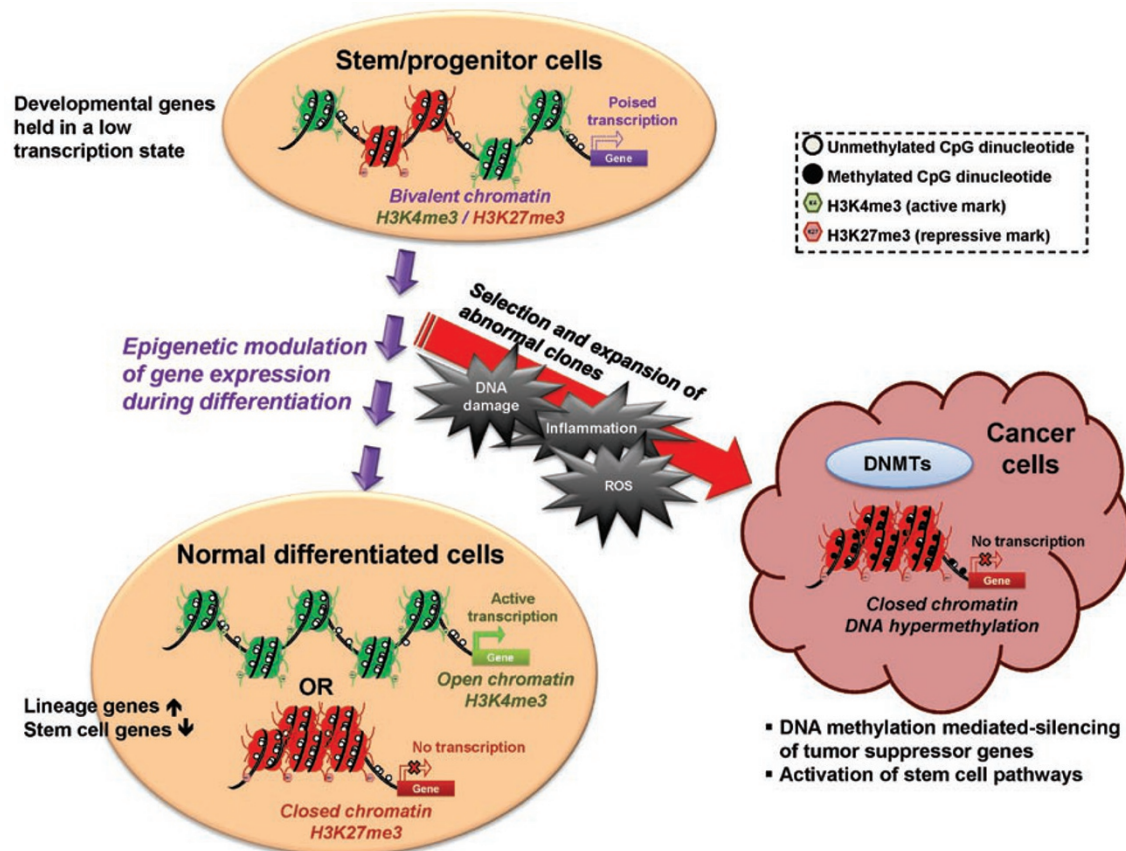 Stem/progenitor cells
Developmental genes
held in a low
transcription state
Poised
transcription
Gene
Bivalent chromatin
H3K4me3 / H3K27me3
Unmethylated CpG dinucleotide
Methylated CpG dinucleotide
K4
H3K4me3 (active mark)
K27
H3K27me3 (repressive mark)
Epigenetic modulation
of gene expression
during differentiation
Selection and expansion of
abnormal clones
DNA
damage
Inflammation
ROS
Cancer
cells
DNMTs
No transcription
Gene
Closed chromatin
DNA hypermethylation
DNA methylation mediated-silencing
of tumor suppressor genes
Activation of stem cell pathways
Normal differentiated cells
Active
transcription
Gene
Open chromatin
H3K4me3
OR
Lineage genes
Stem cell genes
No transcription
Gene
Closed chromatin
H3K27me3